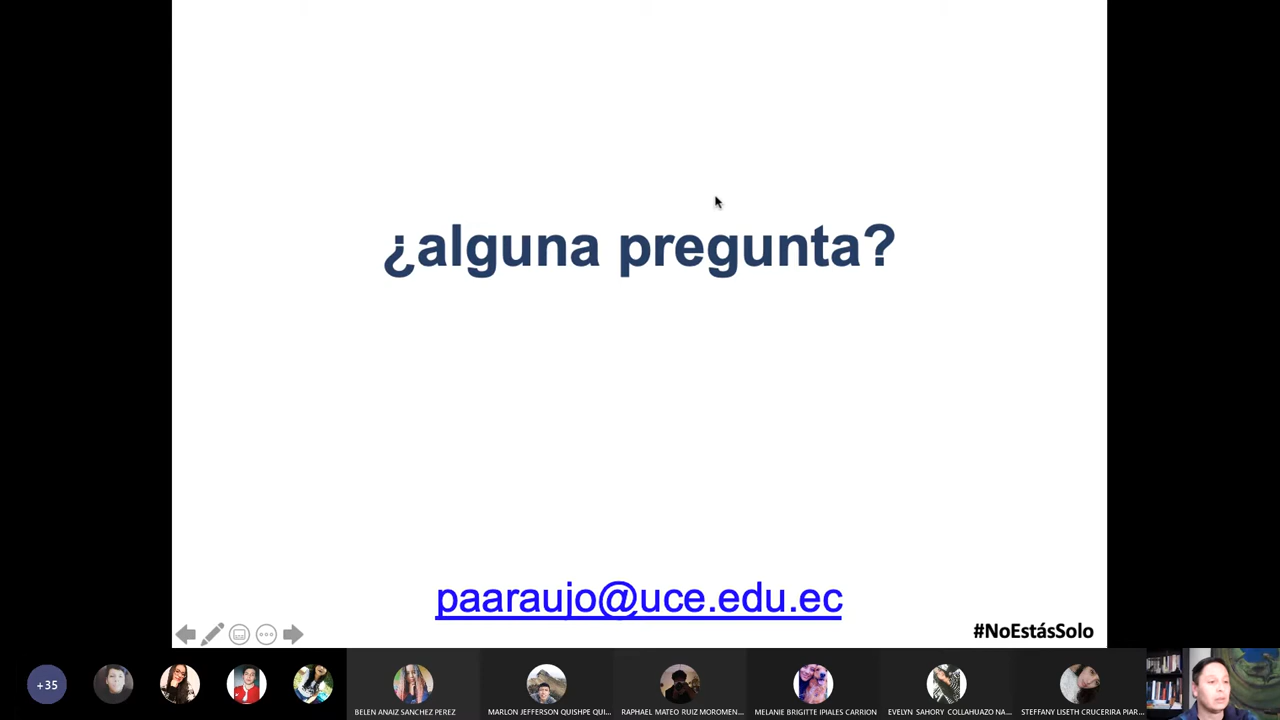 ¿alguna pregunta?
paaraujo@uce.edu.ec
#NoEstásSolo
+35
BELEN ANAIZ SANCHEZ PEREZ
MARLON JEFFERSON QUISHPE QUI...
RAPHAEL MATEO RUIZ MOROMEN...
MELANIE BRIGITTE IPIALES CARRION
EVELYN SAHORY COLLAHUAZO NA...
STEFFANY LISETH CRUCERIRA PIAR...